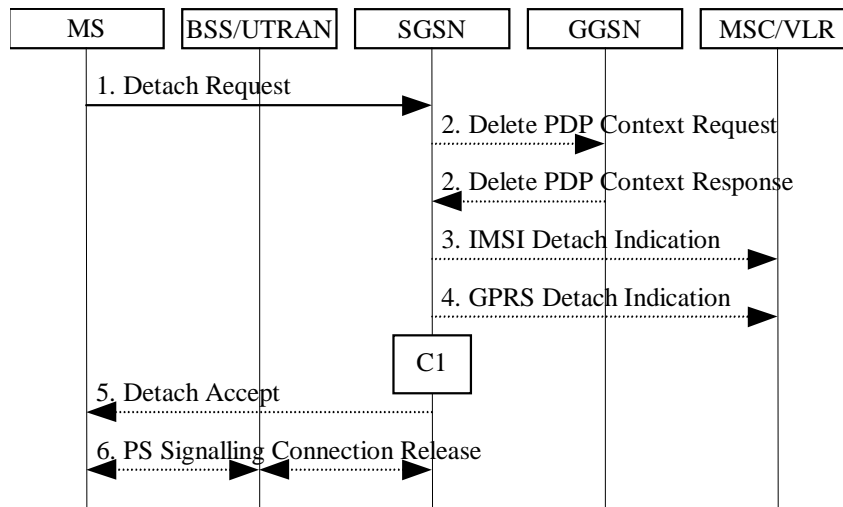 MS BSS/UTRAN SGSN GGSN MSC/VLR
1. Detach Request
2. Delete PDP Context Request
2. Delete PDP Context Response
3. IMSI Detach Indication
4. GPRS Detach Indication
C1
5. Detach Accept
6. PS Signalling Connection Release